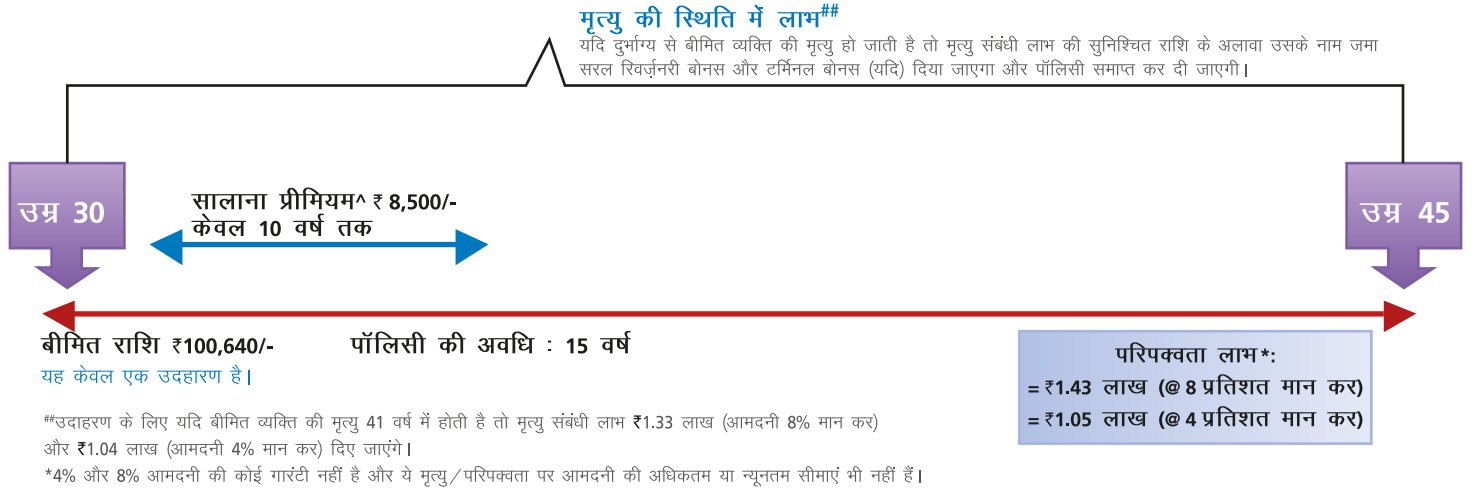 मृत्यु की स्थिति में लाभ##
यदि दुर्भाग्य से बीमित व्यक्ति की मृत्यु हो जाती है तो मृत्यु संबंधी लाभ की सुनिश्चित राशि के अलावा उसके नाम जमा
सरल रिवर्ज़नरी बोनस और टर्मिनल बोनस (यदि) दिया जाएगा और पॉलिसी समाप्त कर दी जाएगी।
उम्र 30
सालाना प्रीमियम^ ₹ 8,500/-
केवल 10 वर्ष तक
उम्र 45
बीमित राशि ₹100,640/- पॉलिसी की अवधि : 15 वर्ष
यह केवल एक उदहारण है।
परिपक्वता लाभ*:
= ₹1.43 लाख (@ 8 प्रतिशत मान कर)
= ₹1.05 लाख (@ 4 प्रतिशत मान कर)
##उदाहरण के लिए यदि बीमित व्यक्ति की मृत्यु 41 वर्ष में होती है तो मृत्यु संबंधी लाभ ₹1.33 लाख (आमदनी 8% मान कर)
और ₹1.04 लाख (आमदनी 4% मान कर) दिए जाएंगे।
*4% और 8% आमदनी की कोई गारंटी नहीं है और ये मृत्यु/परिपक्वता पर आमदनी की अधिकतम या न्यूनतम सीमाएं भी नहीं हैं।